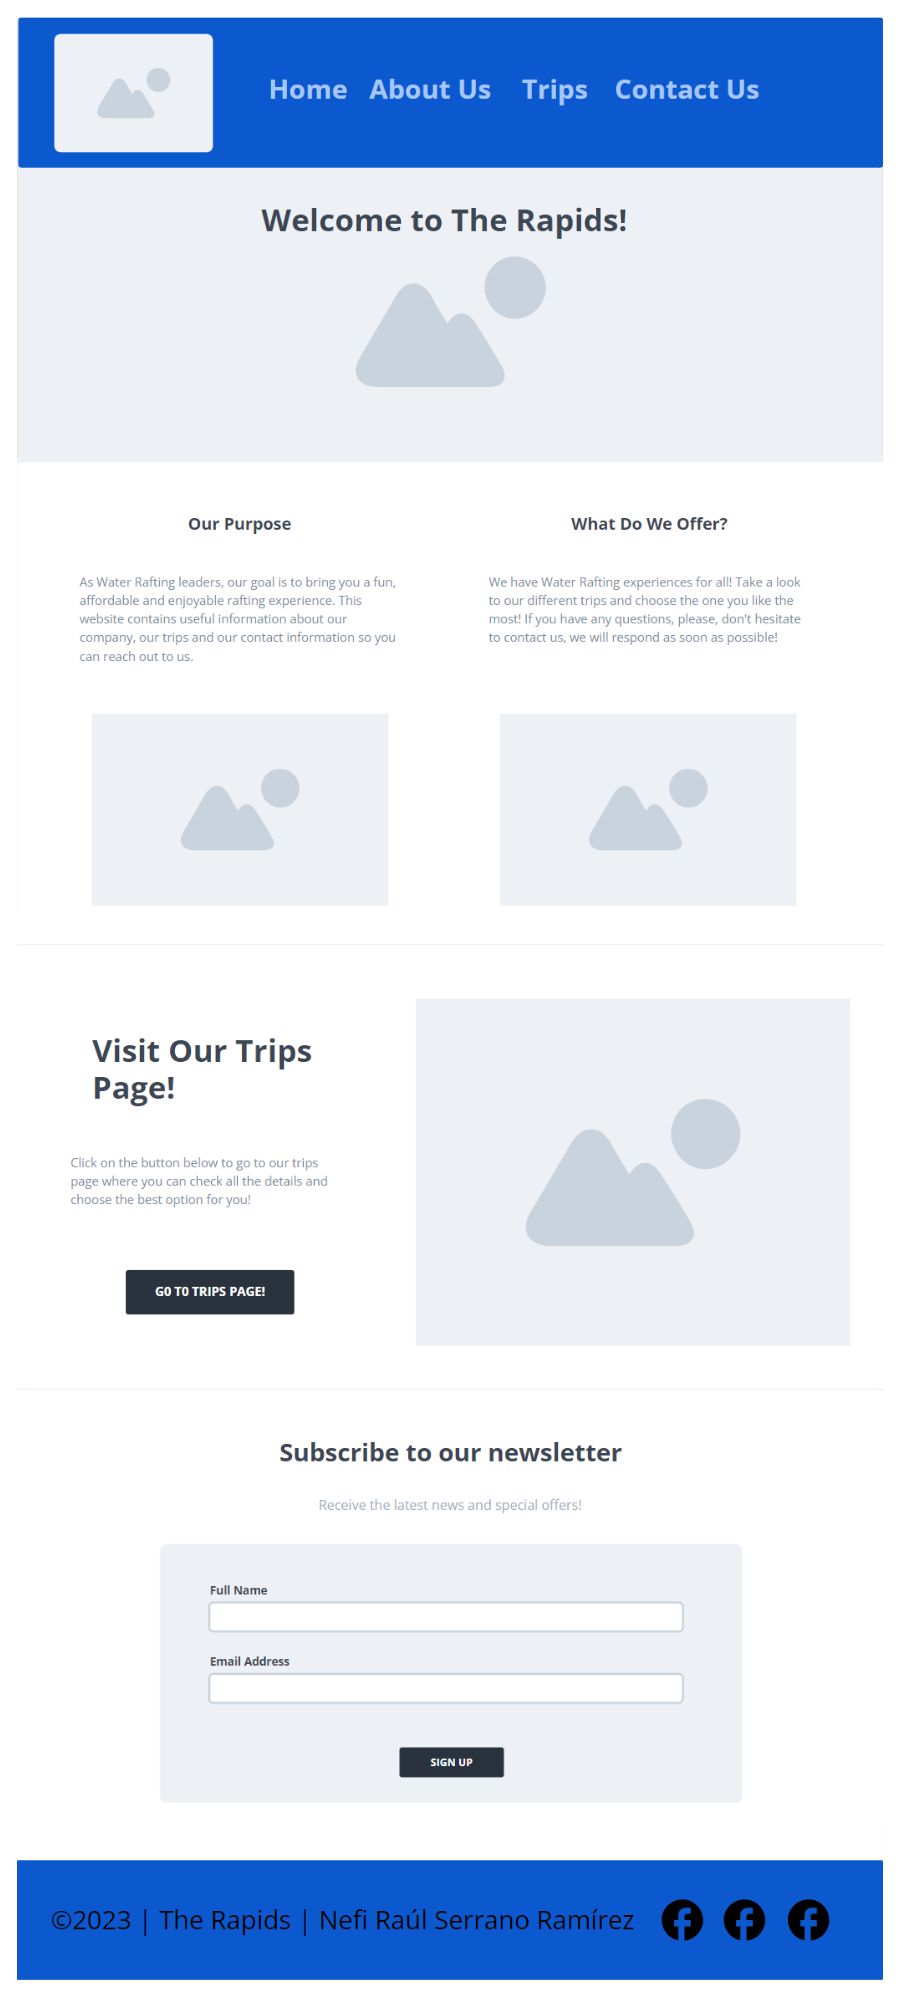 Home About Us Trips Contact Us
Welcome to The Rapids!
Our Purpose
As Water Rafting leaders, our goal is to bring you a fun,
affordable and enjoyable rafting experience. This
website contains useful information about our
company, our trips and our contact information so you
can reach out to us.
What Do We Offer?
We have Water Rafting experiences for all! Take a look
to our different trips and choose the one you like the
most! If you have any questions, please, don't hesitate
to contact us, we will respond as soon as possible!
Visit Our Trips
Page!
Click on the button below to go to our trips
page where you can check all the details and
choose the best option for you!
G0 T0 TRIPS PAGE!
Subscribe to our newsletter
Receive the latest news and special offers!
Full Name
Email Address
SIGN UP
©2023 | The Rapids | Nefi Raúl Serrano Ramírez